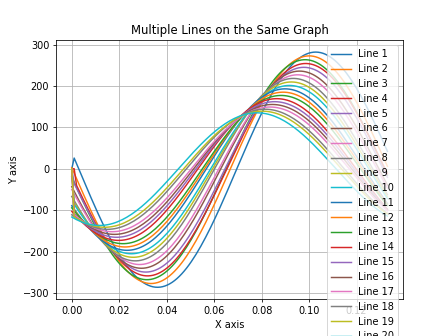 Multiple Lines on the Same Graph
300
200
100
0
−100
−200
−300
Y axis
0.00
0.02
0.04
0.06
0.08
0.10
X axis
Line 1
Line 2
Line 3
Line 4
Line 5
Line 6
Line 7
Line 8
Line 9
Line 10
Line 11
Line 12
Line 13
Line 14
Line 15
Line 16
Line 17
Line 18
Line 19
Line 20